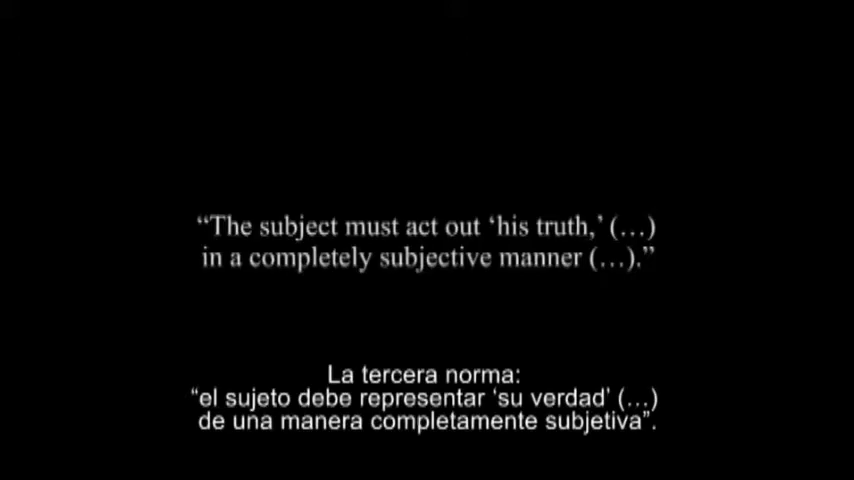 “The subject must act out ‘his truth,’ (…)
in a completely subjective manner (…).”
La tercera norma:
“el sujeto debe representar ‘su verdad’ (…)
de una manera completamente subjetiva”.